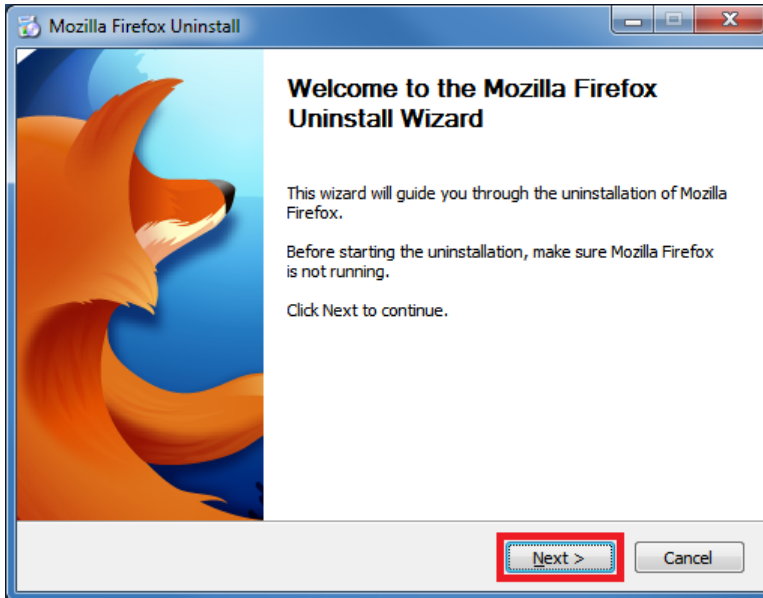 Mozilla Firefox Uninstall
Welcome to the Mozilla Firefox
Uninstall Wizard
This wizard will guide you through the uninstallation of Mozilla
Firefox.
Before starting the uninstallation, make sure Mozilla Firefox
is not running.
Click Next to continue.
Next > Cancel